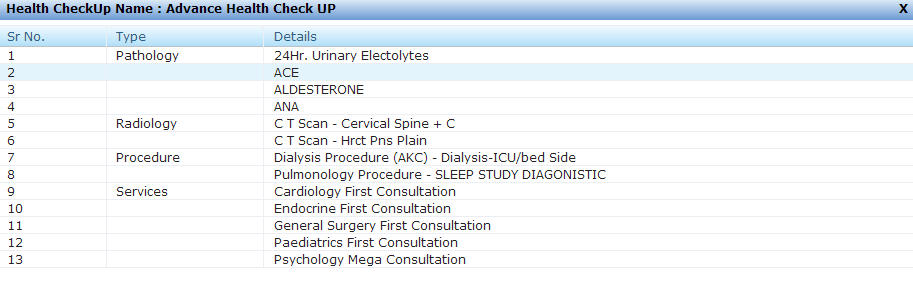 Health CheckUp Name : Advance Health Check UP X
Sr No. Type Details
1 Pathology 24Hr. Urinary Electolytes
2 ACE
3 ALDESTERONE
4 ANA
5 Radiology C T Scan - Cervical Spine + C
6 C T Scan - Hrct Pns Plain
7 Procedure Dialysis Procedure (AKC) - Dialysis-ICU/bed Side
8 Pulmonology Procedure - SLEEP STUDY DIAGONISTIC
9 Services Cardiology First Consultation
10 Endocrine First Consultation
11 General Surgery First Consultation
12 Paediatrics First Consultation
13 Psychology Mega Consultation